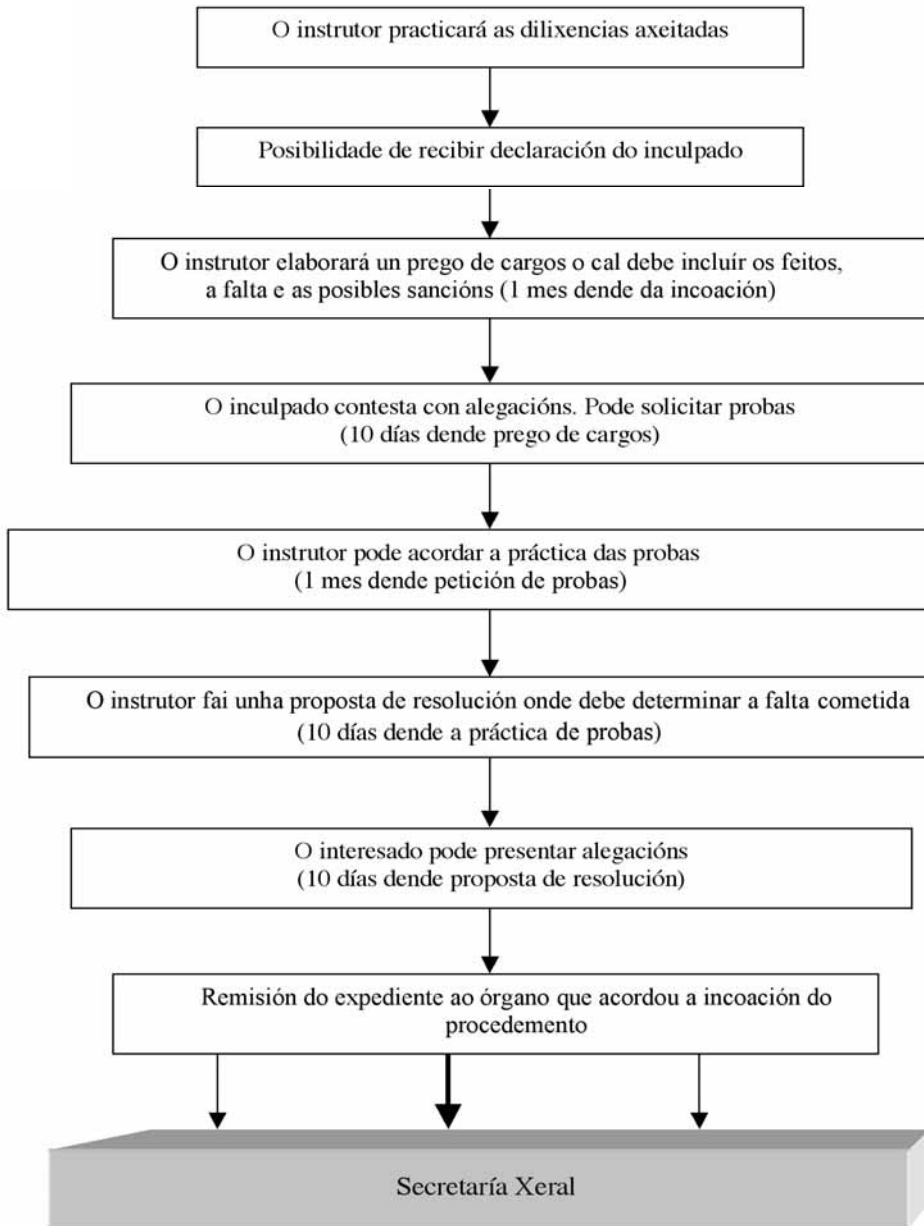 O instrutor practicará as dilixencias axeitadas
Posibilidade de recibir declaración do inculpado
O instrutor elaborará un prego de cargos o cal debe incluír os feitos,
a falta e as posibles sancións (1 mes dende da incoación)
O inculpado contesta con alegacións. Pode solicitar probas
(10 días dende prego de cargos)
O instrutor pode acordar a práctica das probas
(1 mes dende petición de probas)
O instrutor fai unha proposta de resolución onde debe determinar a falta cometida
(10 días dende a práctica de probas)
O interesado pode presentar alegacións
(10 días dende proposta de resolución)
Remisión do expediente ao órgano que acordou a incoación do
procedemento
Secretaría Xeral